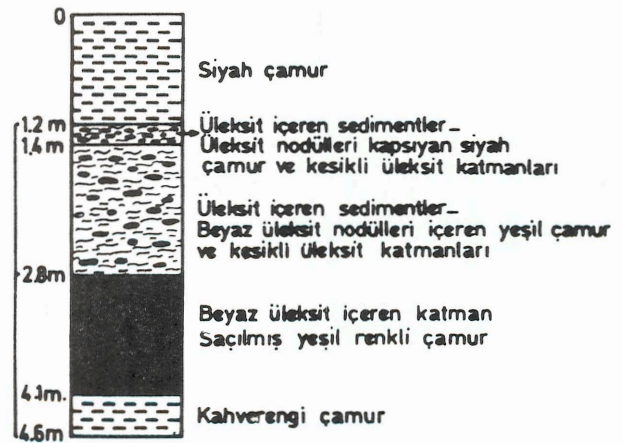 0
Siyah çamur
1.2 m
Üleksit içeren sedimentler-
1,4 m
Üleksit nodülleri kapsıyan siyah
çamur ve kesikli üleksit katmanları
Üleksit içeren sedimentler-
Beyaz üleksit nodülleri içeren yeşil çamur
ve kesikli üleksit katmanları
2.8m
Beyaz üleksit içeren katman
Saçılmış yeşil renkli çamur
4.1m.
Kahverengi çamur
4.6m